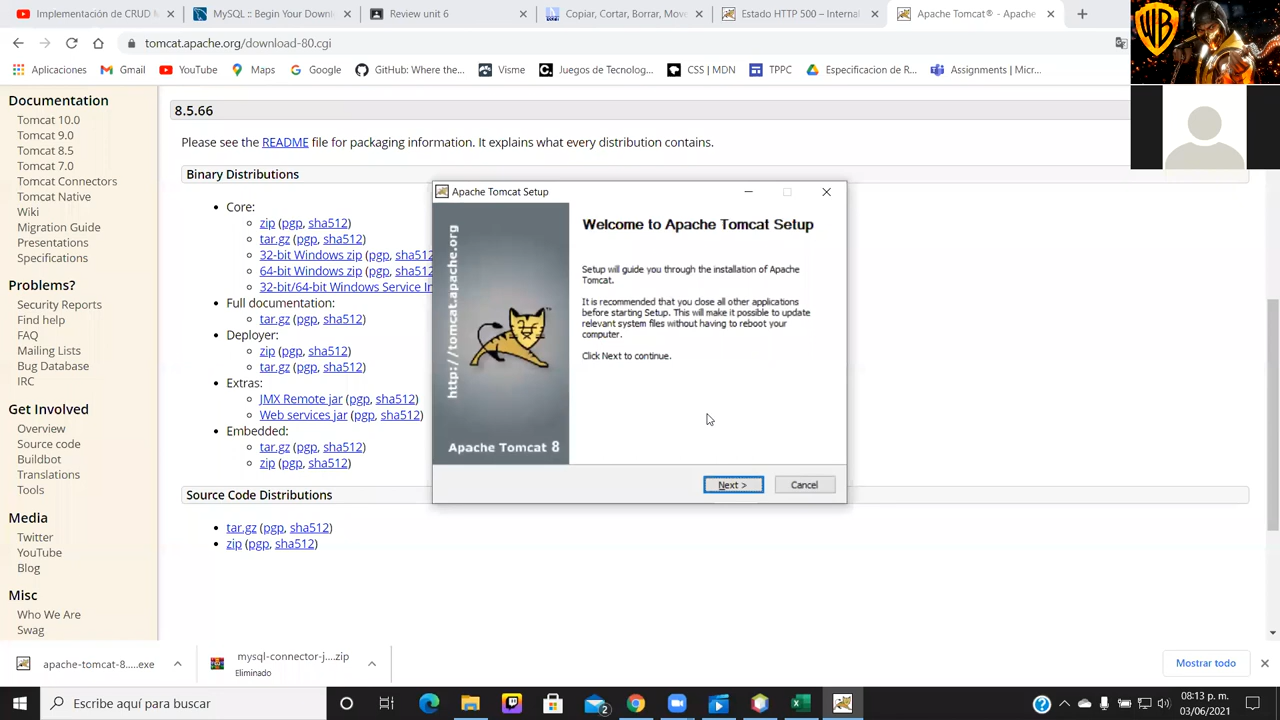 Implementación de CRUD M
MySQL :: Begin Your Downl
Review un
Copiar, Cortar, Borrar, Mover
Estado HTTP 500 – Internal
Apache Tomcat® - Apache
tomcat.apache.org/download-80.cgi
Aplicaciones
Gmail
YouTube
Maps
Google
GitHub: Where the...
Visme
Juegos de Tecnolog...
CSS | MDN
TPPC
Especificacion de R...
Assignments | Micr...
WB
Documentation
Tomcat 10.0
Tomcat 9.0
Tomcat 8.5
Tomcat 7.0
Tomcat Connectors
Tomcat Native
Wiki
Migration Guide
Presentations
Specifications
Problems?
Security Reports
Find help
FAQ
Mailing Lists
Bug Database
IRC
Get Involved
Overview
Source code
Buildbot
Translations
Tools
Media
Twitter
YouTube
Blog
Misc
Who We Are
Swag
8.5.66
Please see the README file for packaging information. It explains what every distribution contains.
Binary Distributions
Core:
zip (pgp, sha512)
tar.gz (pgp, sha512)
32-bit Windows zip (pgp, sha512
64-bit Windows zip (pgp, sha512
32-bit/64-bit Windows Service In
Full documentation:
tar.gz (pgp, sha512)
Deployer:
zip (pgp, sha512)
tar.gz (pgp, sha512)
Extras:
JMX Remote jar (pgp, sha512)
Web services jar (pgp, sha512)
Embedded:
tar.gz (pgp, sha512)
zip (pgp, sha512)
Source Code Distributions
tar.gz (pgp, sha512)
zip (pgp, sha512)
Apache Tomcat Setup
http://tomcat.apache.org
Apache Tomcat 8
Welcome to Apache Tomcat Setup
Setup will guide you through the installation of Apache
Tomcat.
It is recommended that you close all other applications
before starting Setup. This will make it possible to update
relevant system files without having to reboot your
computer.
Click Next to continue.
Next >
Cancel
apache-tomcat-8.....exe
mysql-connector-j....zip
Eliminado
Mostrar todo
Escribe aquí para buscar
2
08:13 p. m.
03/06/2021